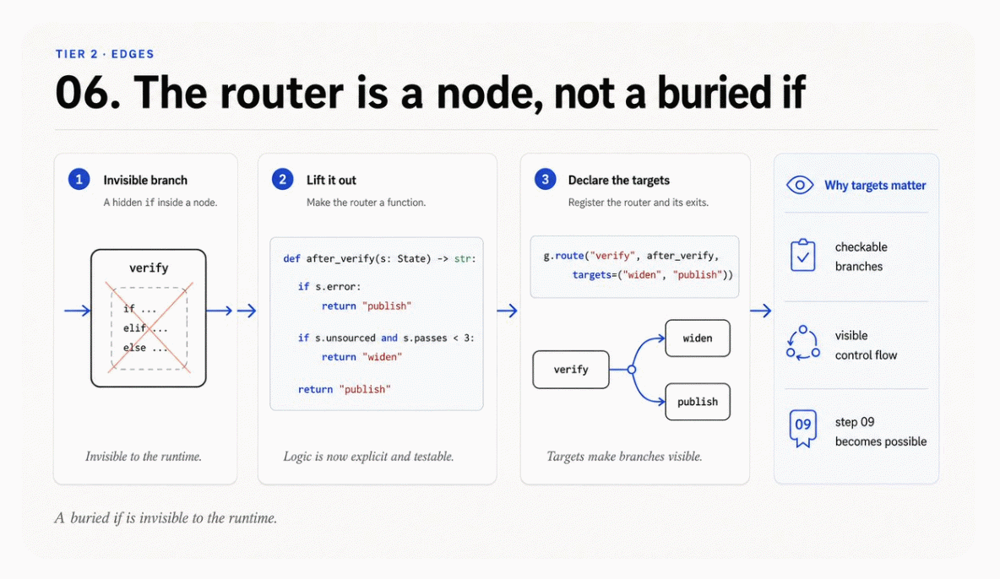 TIER 2 · EDGES
06. The router is a node, not a buried if
1 Invisible branch
A hidden if inside a node.
verify
if ...
elif ...
else ...
Invisible to the runtime.
2 Lift it out
Make the router a function.
def after_verify(s: State) -> str:
if s.error:
return "publish"
if s.unsourced and s.passes < 3:
return "widen"
return "publish"
Logic is now explicit and testable.
3 Declare the targets
Register the router and its exits.
g.route("verify", after_verify,
targets=("widen", "publish"))
verify
widen
publish
Targets make branches visible.
Why targets matter
checkable
branches
visible
control flow
09
step 09
becomes possible
A buried if is invisible to the runtime.